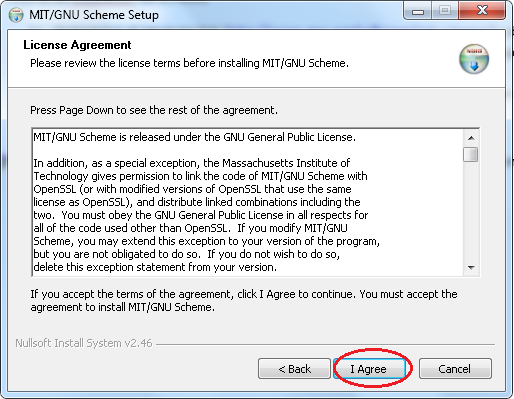 MIT/GNU Scheme Setup
License Agreement
Please review the license terms before installing MIT/GNU Scheme.
Press Page Down to see the rest of the agreement.
MIT/GNU Scheme is released under the GNU General Public License.
In addition, as a special exception, the Massachusetts Institute of
Technology gives permission to link the code of MIT/GNU Scheme with
OpenSSL (or with modified versions of OpenSSL that use the same
license as OpenSSL), and distribute linked combinations including the
two.  You must obey the GNU General Public License in all respects for
all of the code used other than OpenSSL.  If you modify MIT/GNU
Scheme, you may extend this exception to your version of the program,
but you are not obligated to do so.  If you do not wish to do so,
delete this exception statement from your version.
If you accept the terms of the agreement, click I Agree to continue. You must accept the
agreement to install MIT/GNU Scheme.
Nullsoft Install System v2.46
< Back
I Agree
Cancel